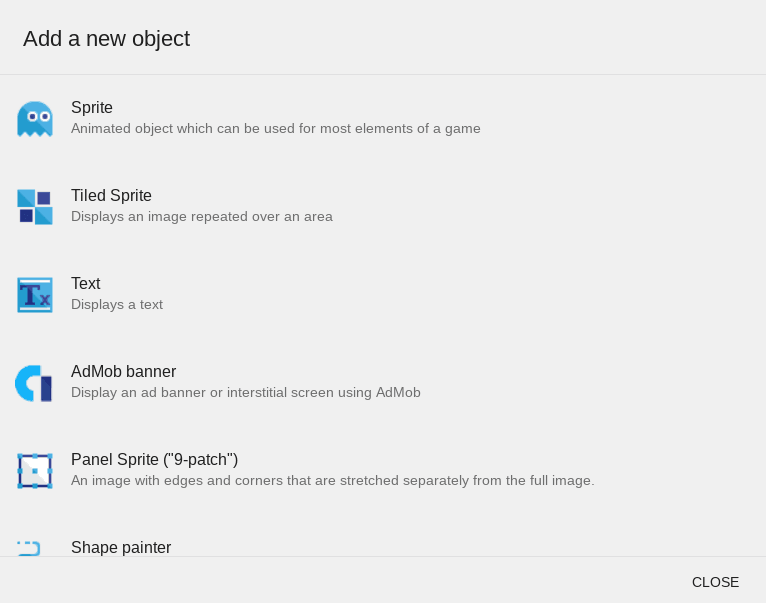 Add a new object
Sprite
Animated object which can be used for most elements of a game
Tiled Sprite
Displays an image repeated over an area
Tx
Text
Displays a text
AdMob banner
Display an ad banner or interstitial screen using AdMob
Panel Sprite ("9-patch")
An image with edges and corners that are stretched separately from the full image.
Shape painter
CLOSE